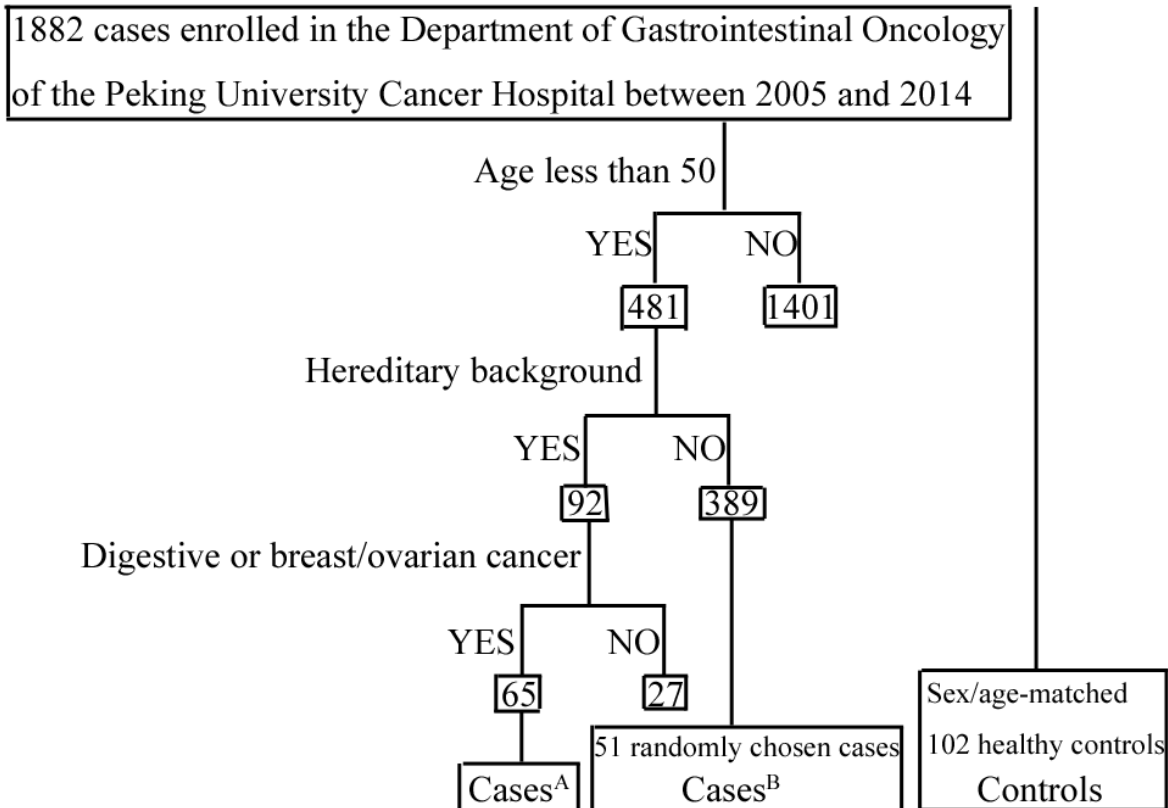 1882 cases enrolled in the Department of Gastrointestinal Oncology
of the Peking University Cancer Hospital between 2005 and 2014
Age less than 50
YES
NO
481
1401
Hereditary background
YES
NO
92
389
Digestive or breast/ovarian cancer
YES
NO
65
27
Cases^A
51 randomly chosen cases
Cases^B
Sex/age-matched
102 healthy controls
Controls